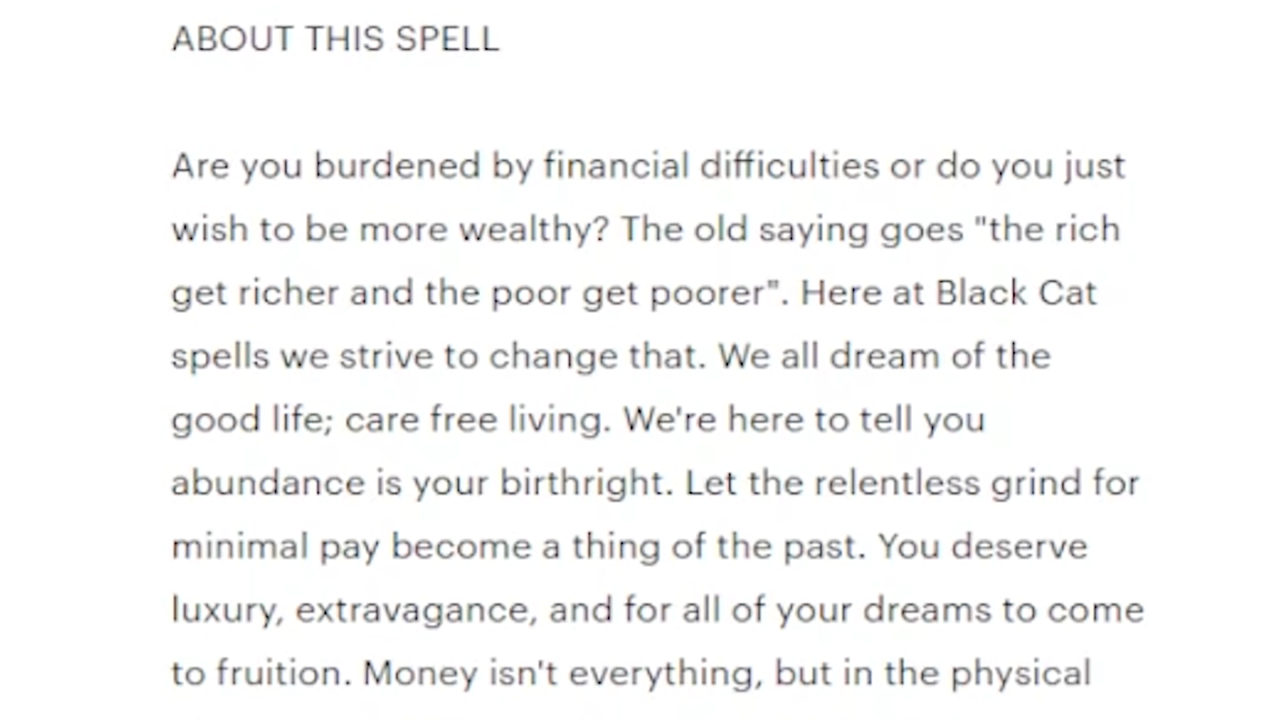 ABOUT THIS SPELL
Are you burdened by financial difficulties or do you just
wish to be more wealthy? The old saying goes "the rich
get richer and the poor get poorer". Here at Black Cat
spells we strive to change that. We all dream of the
good life; care free living. We're here to tell you
abundance is your birthright. Let the relentless grind for
minimal pay become a thing of the past. You deserve
luxury, extravagance, and for all of your dreams to come
to fruition. Money isn't everything, but in the physical